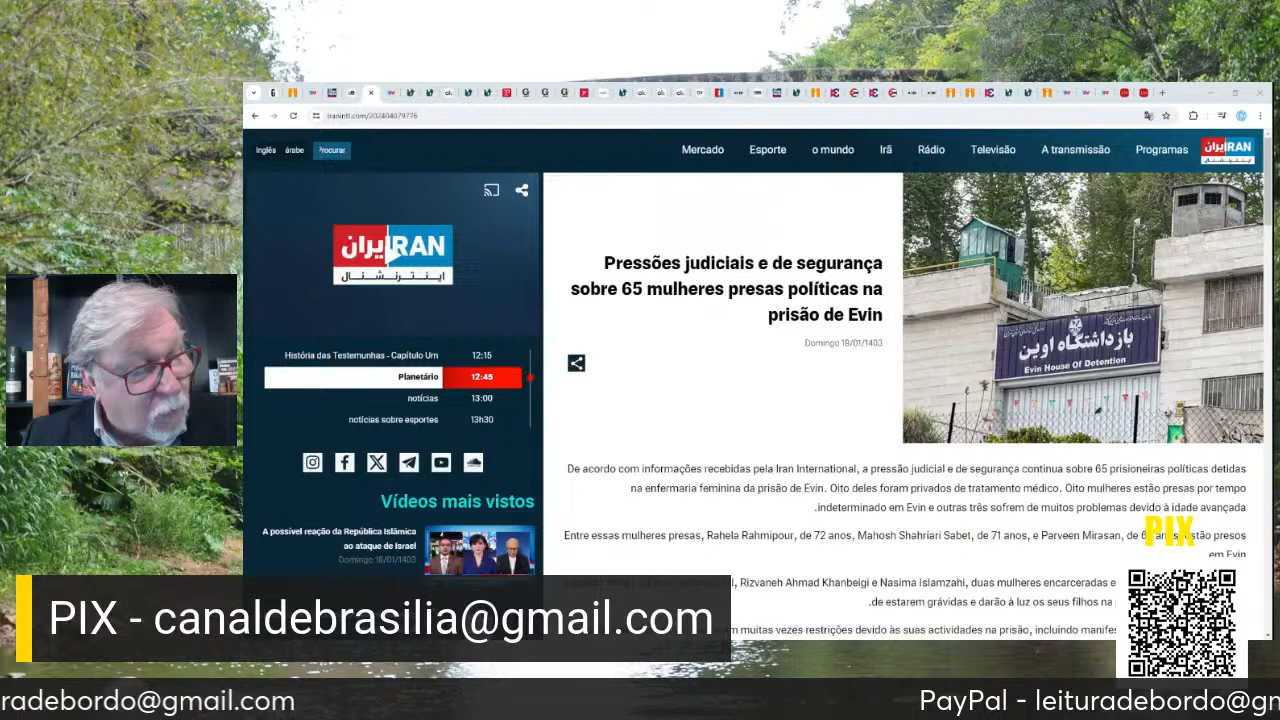 iranintl.com/202404079776
Inglês árabe Procurar
Mercado Esporte o mundo Irã Rádio Televisão A transmissão Programas
ایران IRAN
اینترنشنال
ایران IRAN
اینترنشنال
História das Testemunhas - Capítulo Um 12:15
Planetário 12:45
notícias 13:00
notícias sobre esportes 13h30
Vídeos mais vistos
A possível reação da República Islâmica
ao ataque de Israel
Domingo 19/01/1403
Pressões judiciais e de segurança
sobre 65 mulheres presas políticas na
prisão de Evin
Domingo 19/01/1403
بازداشتگاه اوین
Evin House Of Detention
De acordo com informações recebidas pela Iran International, a pressão judicial e de segurança continua sobre 65 prisioneiras políticas detidas
na enfermaria feminina da prisão de Evin. Oito deles foram privados de tratamento médico. Oito mulheres estão presas por tempo
.indeterminado em Evin e outras três sofrem de muitos problemas devido à idade avançada
Entre essas mulheres presas, Rahela Rahmipour, de 72 anos, Mahosh Shahriari Sabet, de 71 anos, e Parveen Mirasan, de estão presos
em Evin
Rizvaneh Ahmad Khanbeigi e Nasima Islamzahi, duas mulheres encarceradas e
.de estarem grávidas e darão à luz os seus filhos na
muitas vezes restrições devido às suas actividades na prisão, incluindo manifes
PIX
PIX - canaldebrasilia@gmail.com
radebordo@gmail.com PayPal - leituradebordo@gm